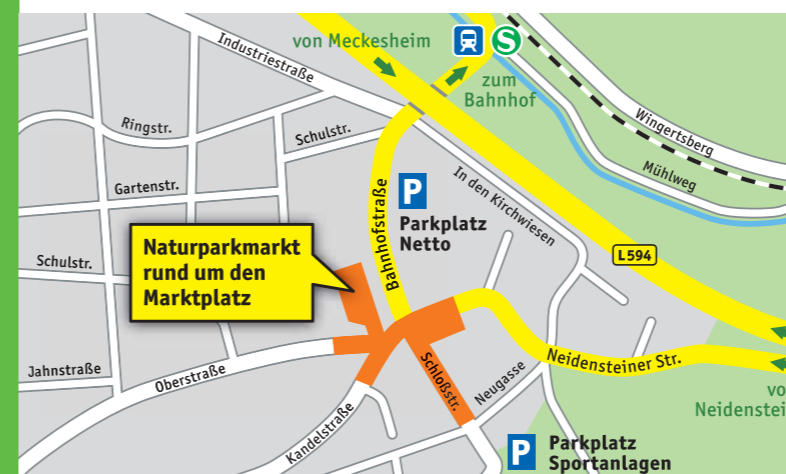 von Meckesheim
S
Industriestraße
zum
Bahnhof
Wingertsberg
Ringstr.
Schulstr.
Mühlweg
Gartenstr.
P
Parkplatz
Netto
In den Kirchwiesen
Bahnhofstraße
Naturparkmarkt
rund um den
Marktplatz
Schulstr.
L594
Jahnstraße
Oberstraße
Schloßstr.
Neidensteiner Str.
Neugasse
Kandelstraße
vo
Neidenstei
P
Parkplatz
Sportanlagen